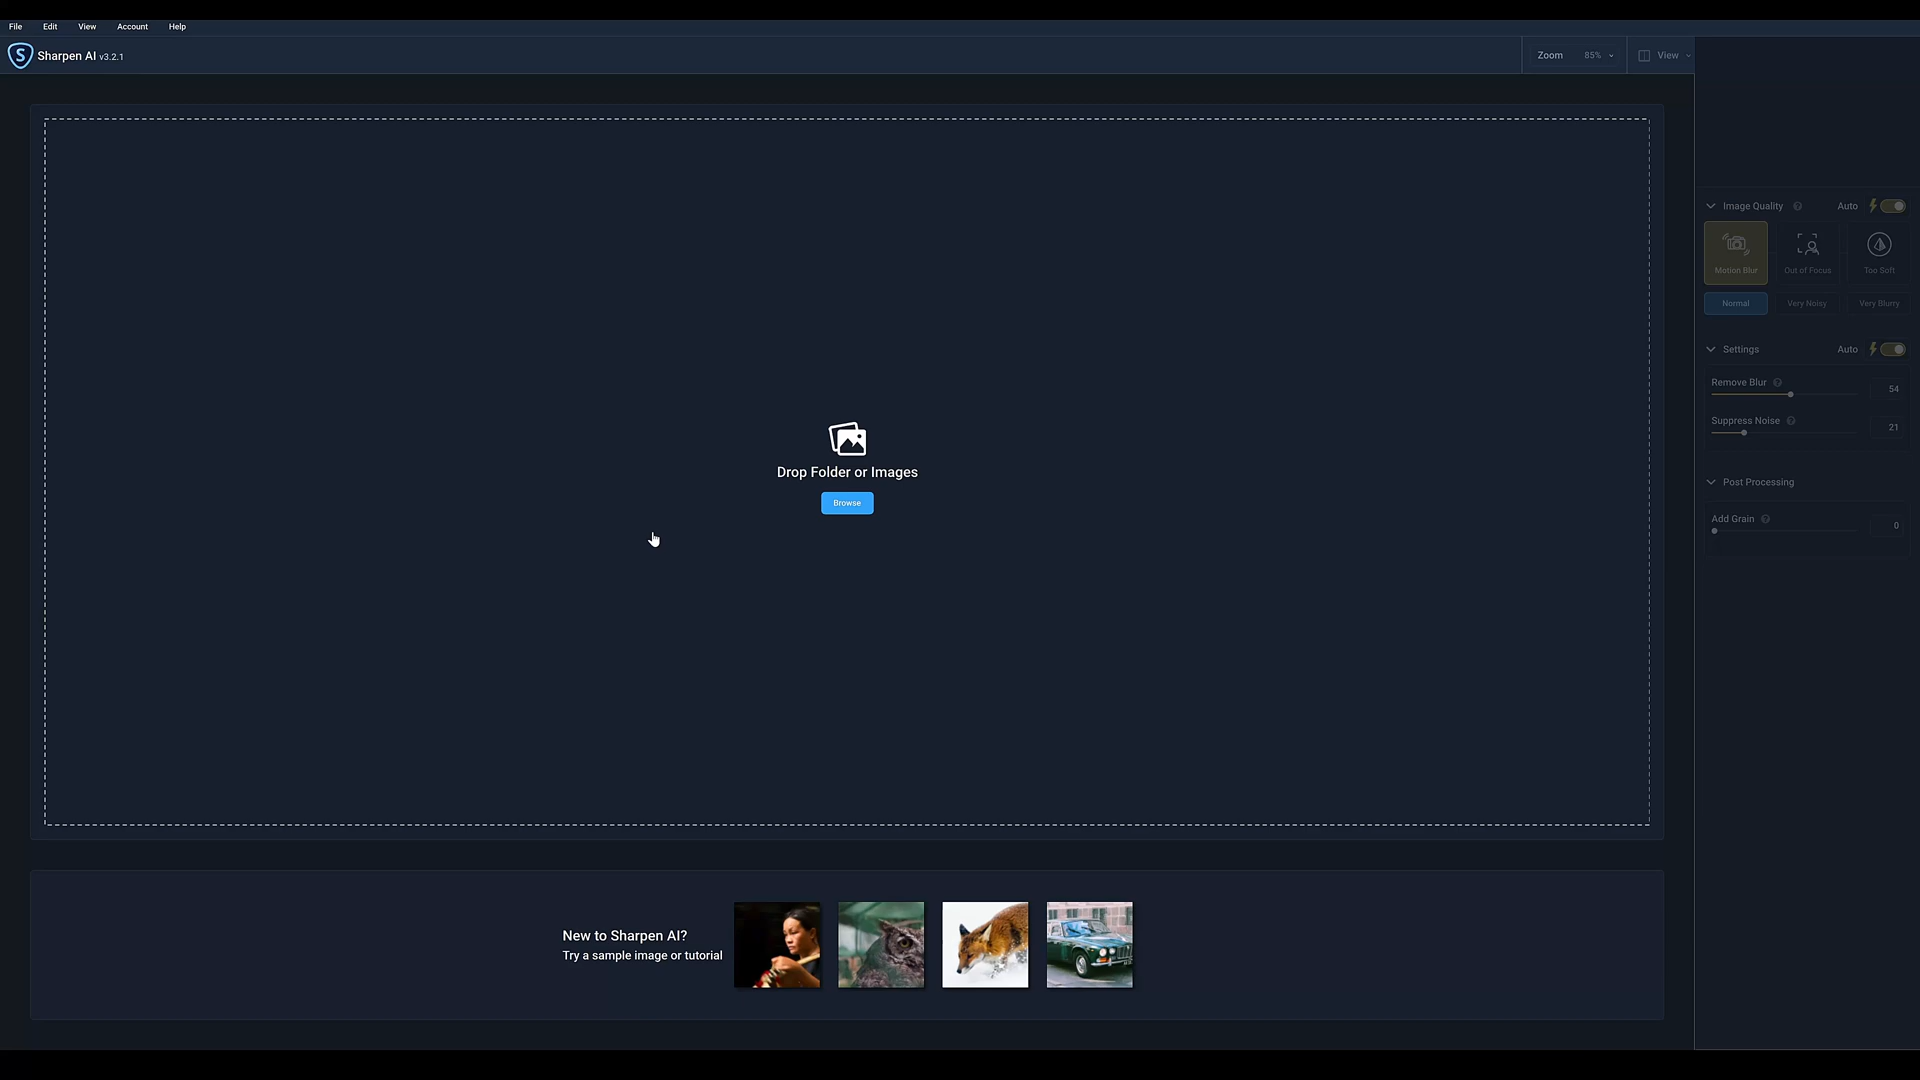 File Edit View Account Help
S Sharpen AI v3.2.1
Zoom 85% View
Image Quality ? Auto
Motion Blur Out of Focus Too Soft
Normal Very Noisy Very Blurry
Settings Auto
Remove Blur ? 54
Suppress Noise ? 21
Post Processing
Add Grain ? 0
Drop Folder or Images
Browse
New to Sharpen AI?
Try a sample image or tutorial